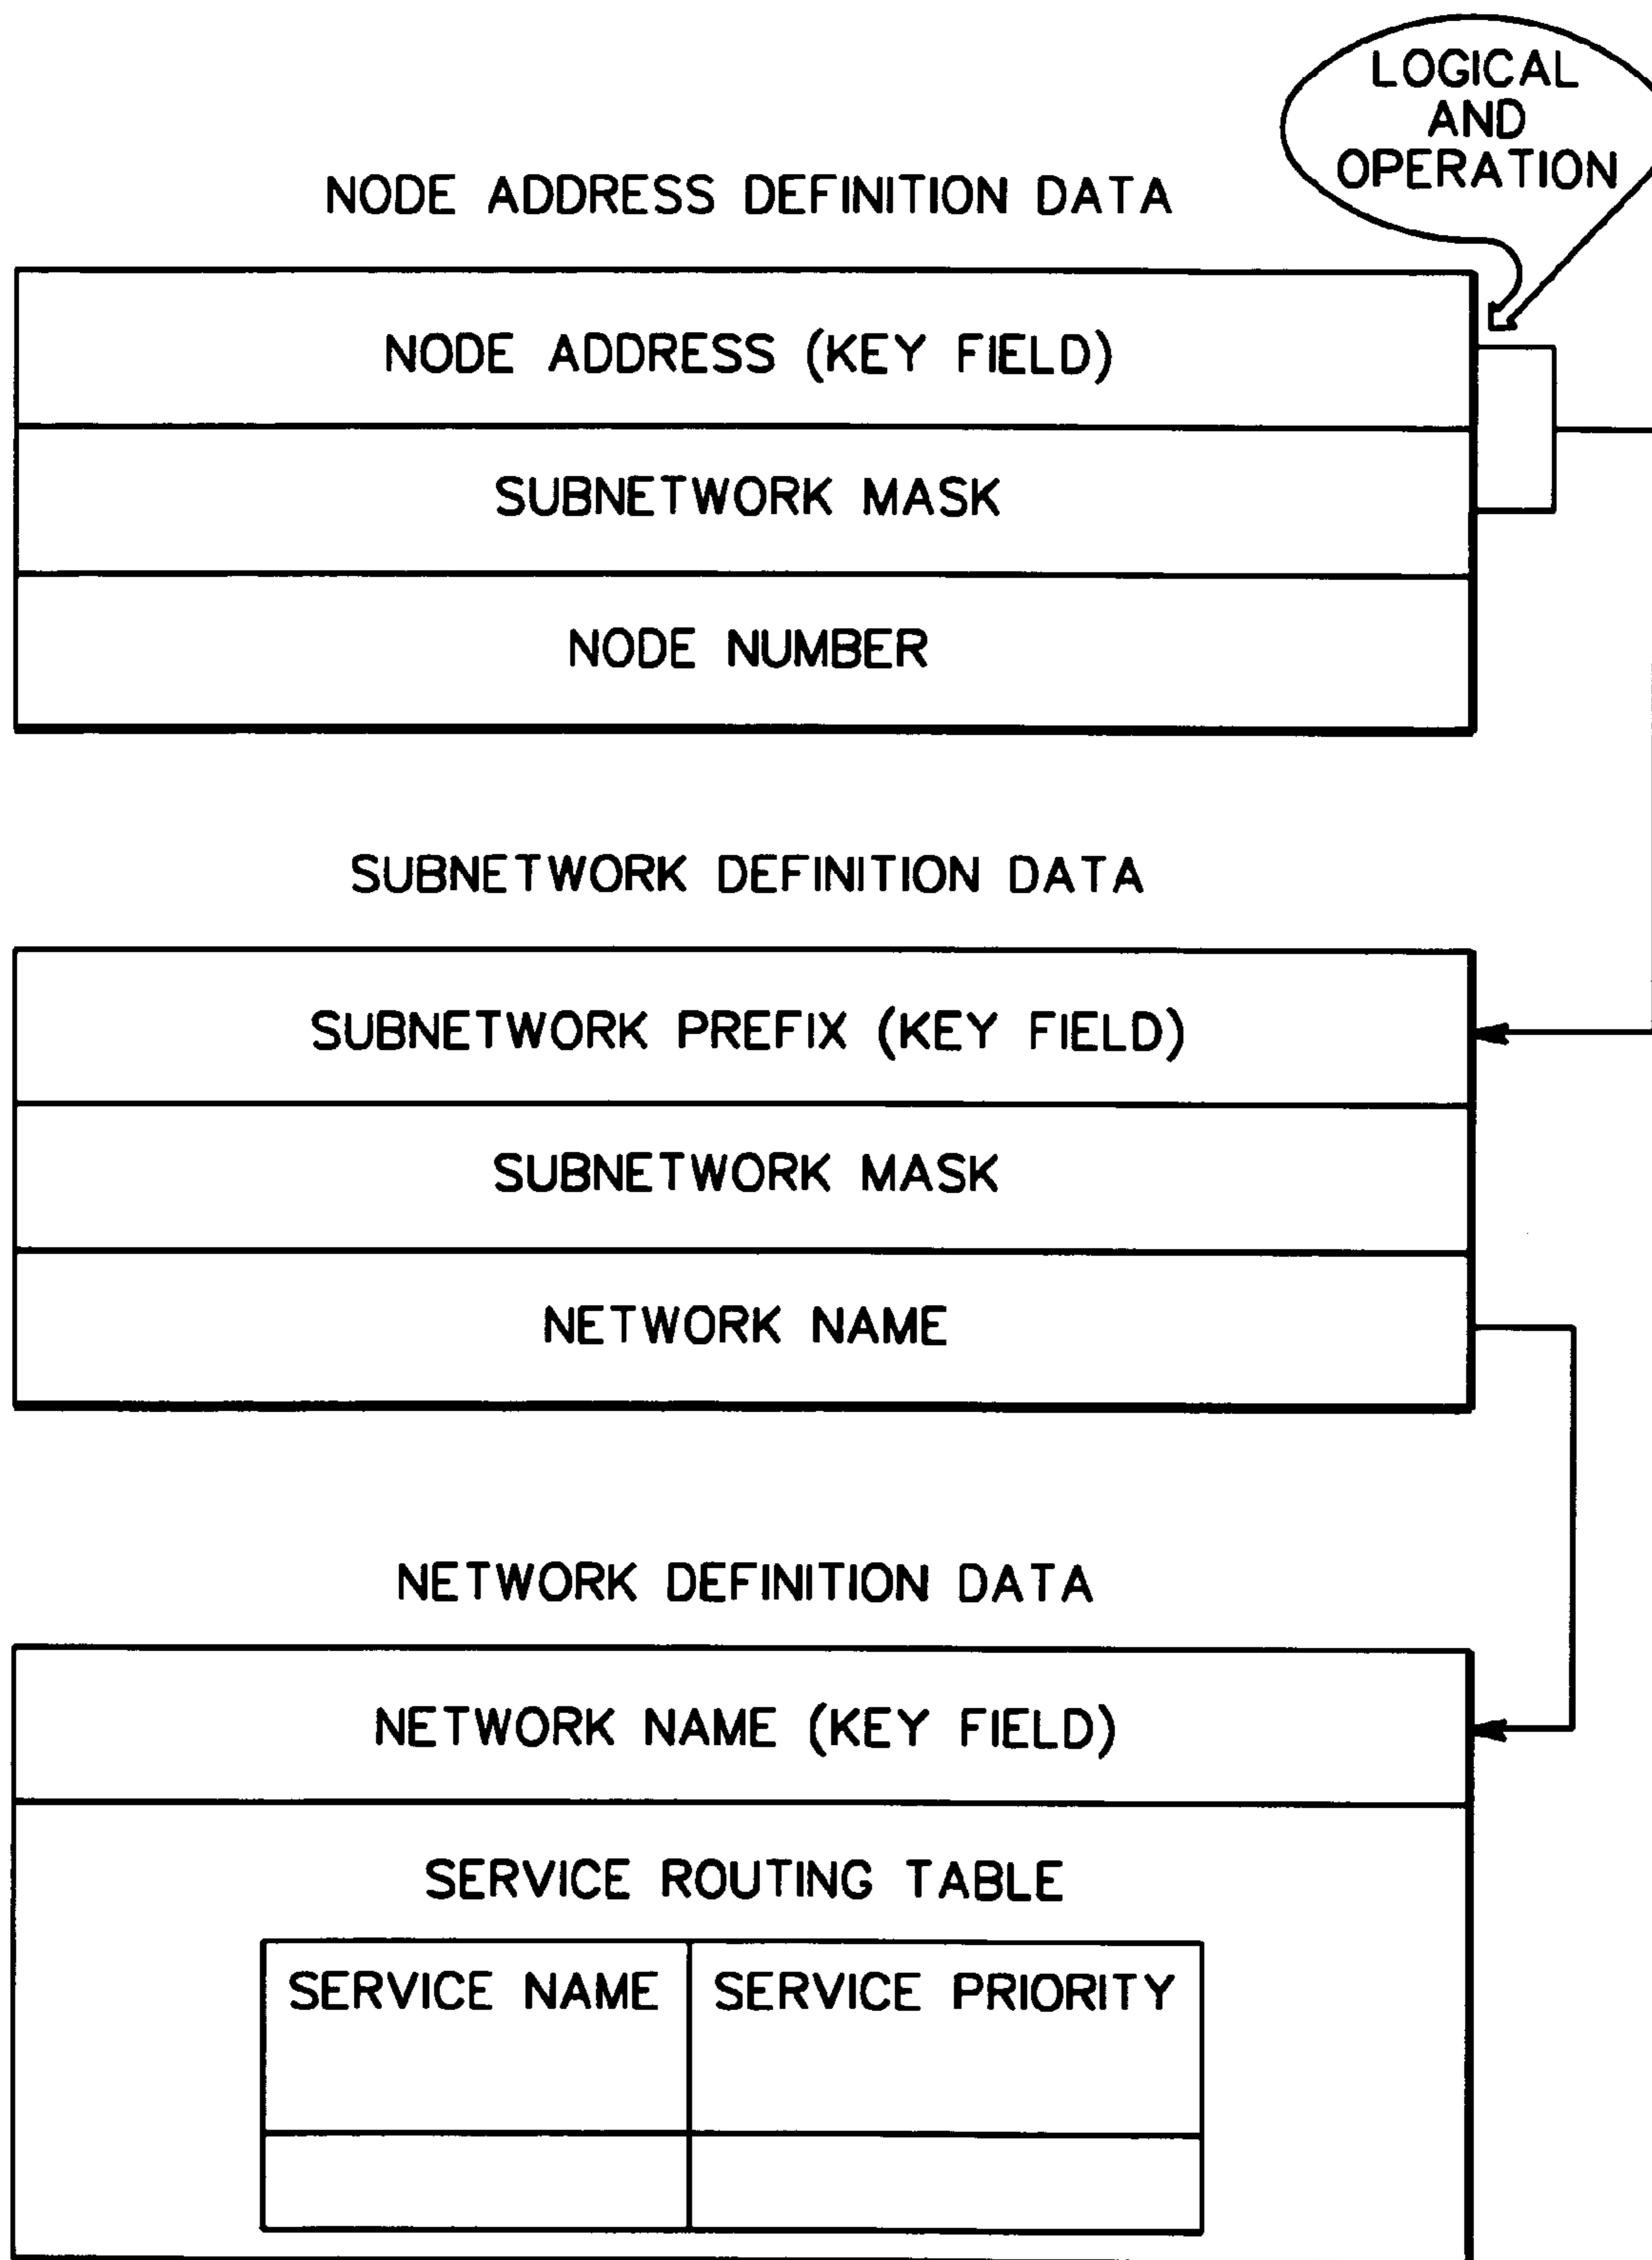 LOGICAL
AND
OPERATION
NODE ADDRESS DEFINITION DATA
NODE ADDRESS (KEY FIELD)
SUBNETWORK MASK
NODE NUMBER
SUBNETWORK DEFINITION DATA
SUBNETWORK PREFIX (KEY FIELD)
SUBNETWORK MASK
NETWORK NAME
NETWORK DEFINITION DATA
NETWORK NAME (KEY FIELD)
SERVICE ROUTING TABLE
SERVICE NAME SERVICE PRIORITY